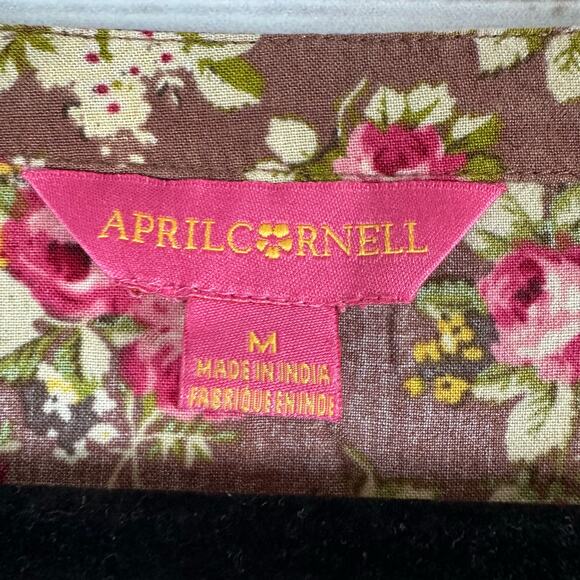 APRILCORNELL
M
MADE IN INDIA
FABRIQUE EN INDE